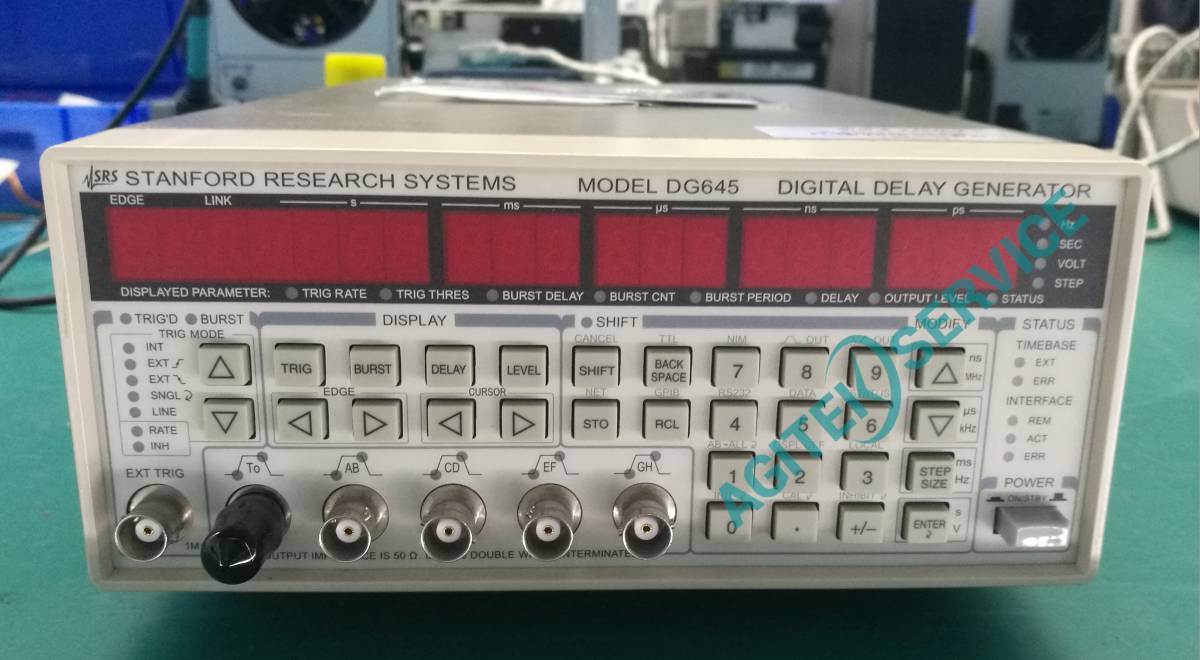 SRS STANFORD RESEARCH SYSTEMS MODEL DG645 DIGITAL DELAY GENERATOR
EDGE LINK s ms µs ns ps
Hz
SEC
VOLT
STEP
DISPLAYED PARAMETER: TRIG RATE TRIG THRES BURST DELAY BURST CNT BURST PERIOD DELAY OUTPUT LEVEL STATUS
TRIG'D BURST DISPLAY SHIFT MODIFY STATUS
TRIG MODE
INT
EXT
EXT
SNGL
LINE
RATE
INH
TRIG BURST DELAY LEVEL
EDGE CURSOR
CANCEL TTL NIM OUT
SHIFT BACK SPACE 7 8 9 ns MHz
NET GPIB RS232 DATA
STO RCL 4 5 6 µs kHz
AB-ALL
1 2 3 STEP SIZE ms Hz
CAL INHIBIT
0 . +/− ENTER s V
TIMEBASE
EXT
ERR
INTERFACE
REM
ACT
ERR
POWER
ON/STBY
EXT TRIG To AB CD EF GH
1M
IS 50 Ω DOUBLE
AGITEK SERVICE